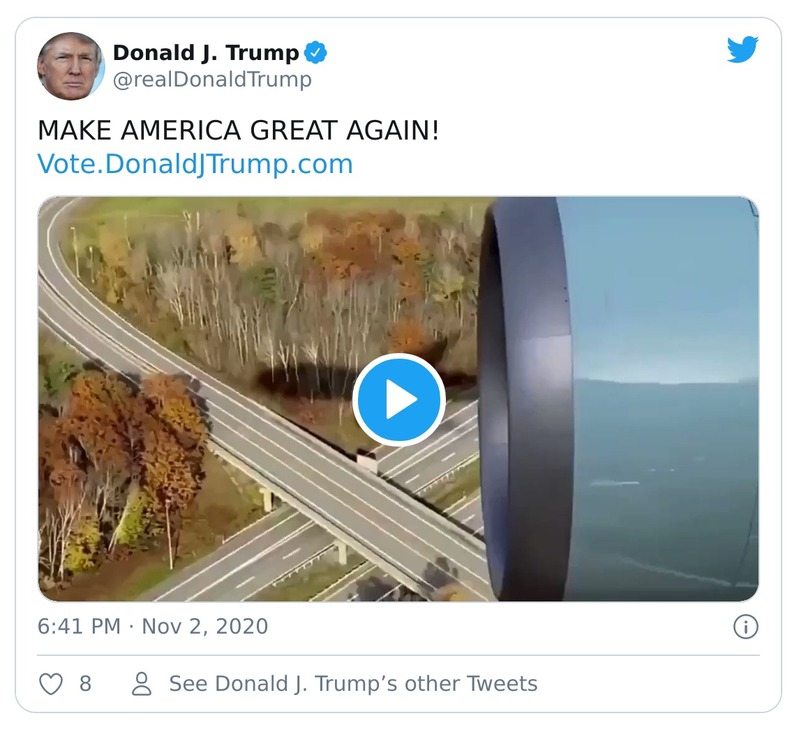 Donald J. Trump
@realDonaldTrump
MAKE AMERICA GREAT AGAIN!
Vote.DonaldJTrump.com
6:41 PM · Nov 2, 2020
8
See Donald J. Trump’s other Tweets